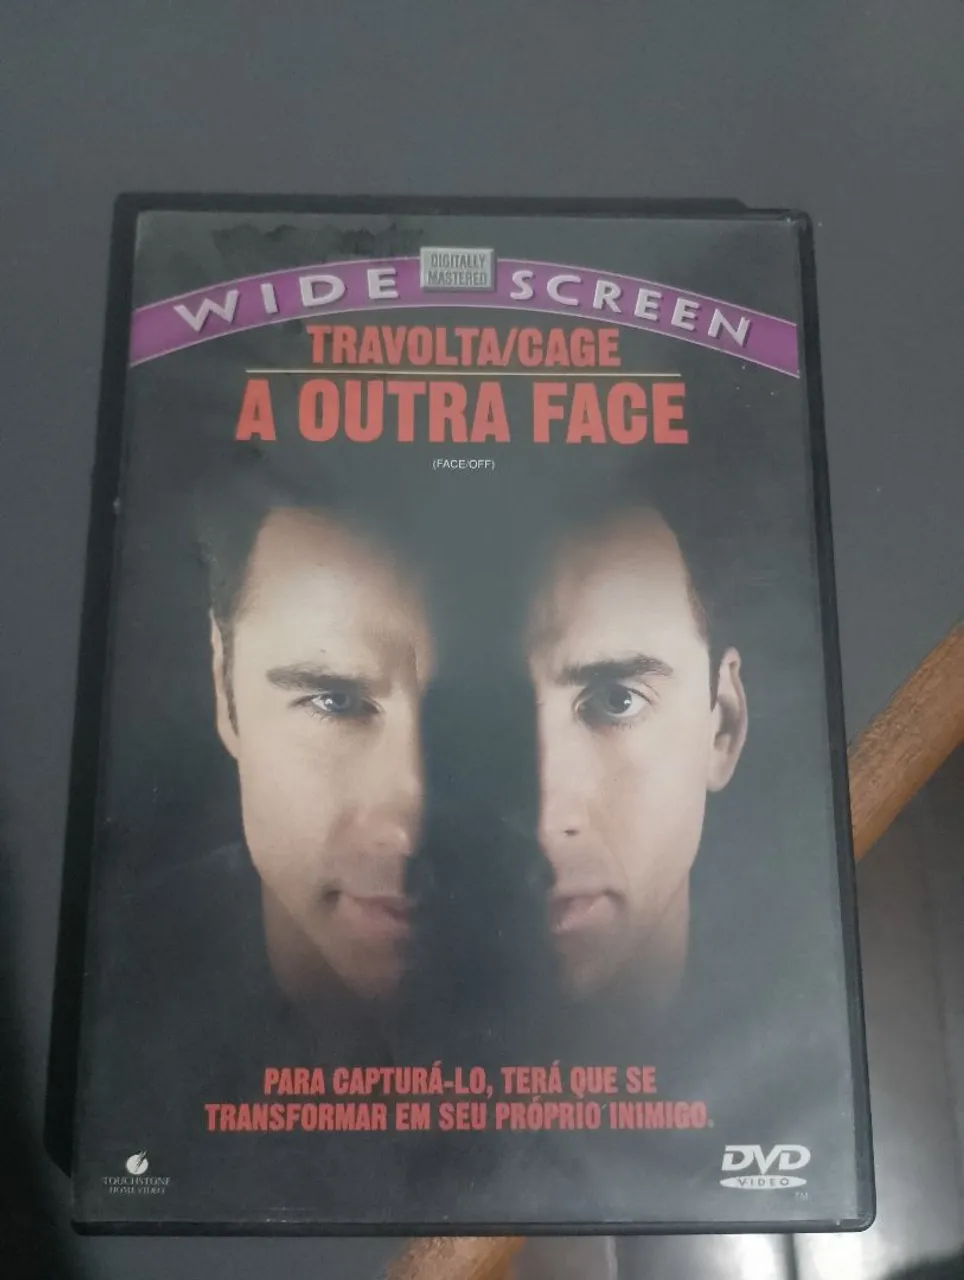 WIDE DIGITALLY MASTERED SCREEN
TRAVOLTA/CAGE
A OUTRA FACE
(FACE/OFF)
PARA CAPTURÁ-LO, TERÁ QUE SE
TRANSFORMAR EM SEU PRÓPRIO INIMIGO.
TOUCHSTONE
HOME VIDEO
DVD
VIDEO
TM